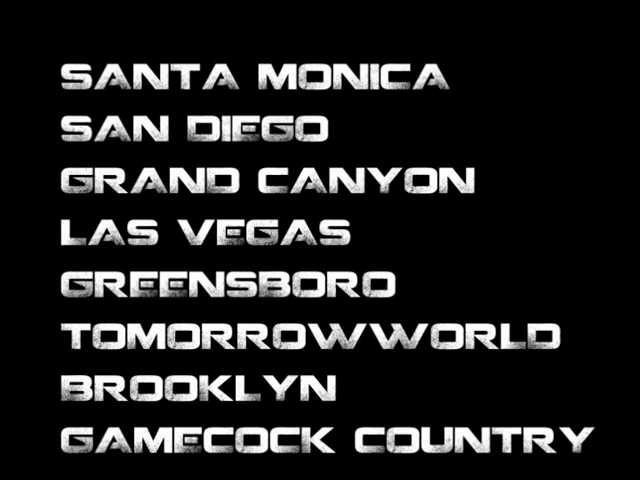 SANTA MONICA
SAN DIEGO
GRAND CANYON
LAS VEGAS
GREENSBORO
TOMORROWWORLD
BROOKLYN
GAMECOCK COUNTRY